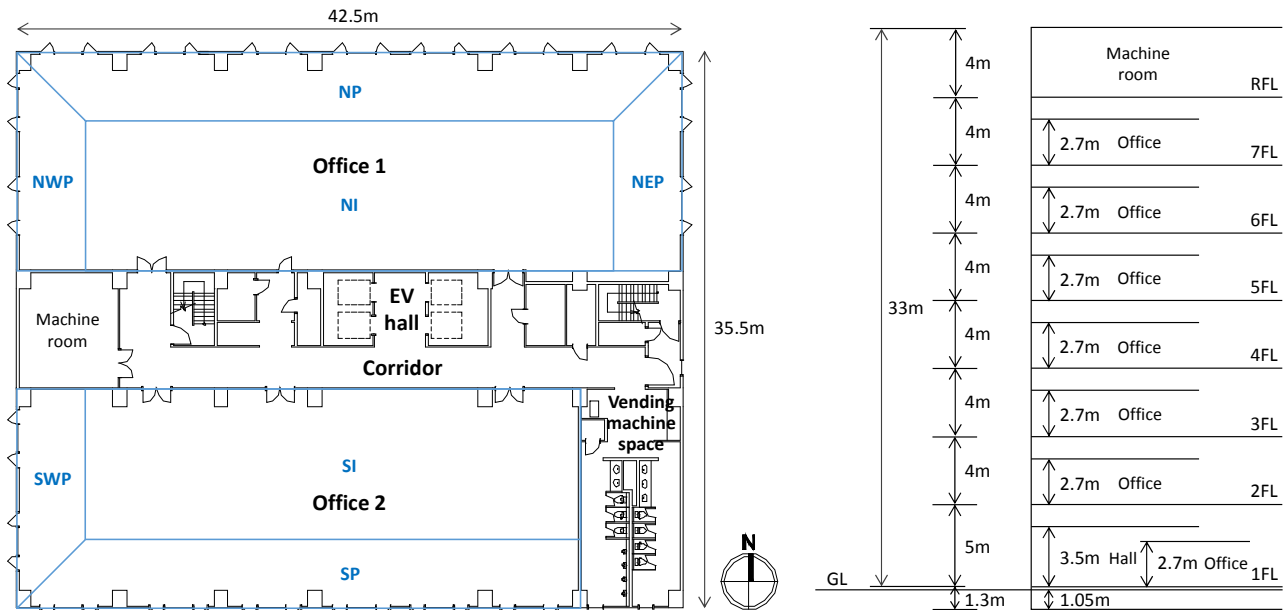 42.5m
NP
Office 1
NWP
NEP
NI
Machine
room
EV
hall
35.5m
Corridor
Vending
machine
space
SWP
SI
Office 2
SP
N
33m
4m
4m
4m
4m
4m
4m
4m
5m
1.3m
GL
Machine
room
RFL
2.7m Office
7FL
2.7m Office
6FL
2.7m Office
5FL
2.7m Office
4FL
2.7m Office
3FL
2.7m Office
2FL
3.5m Hall
2.7m Office
1FL
1.05m